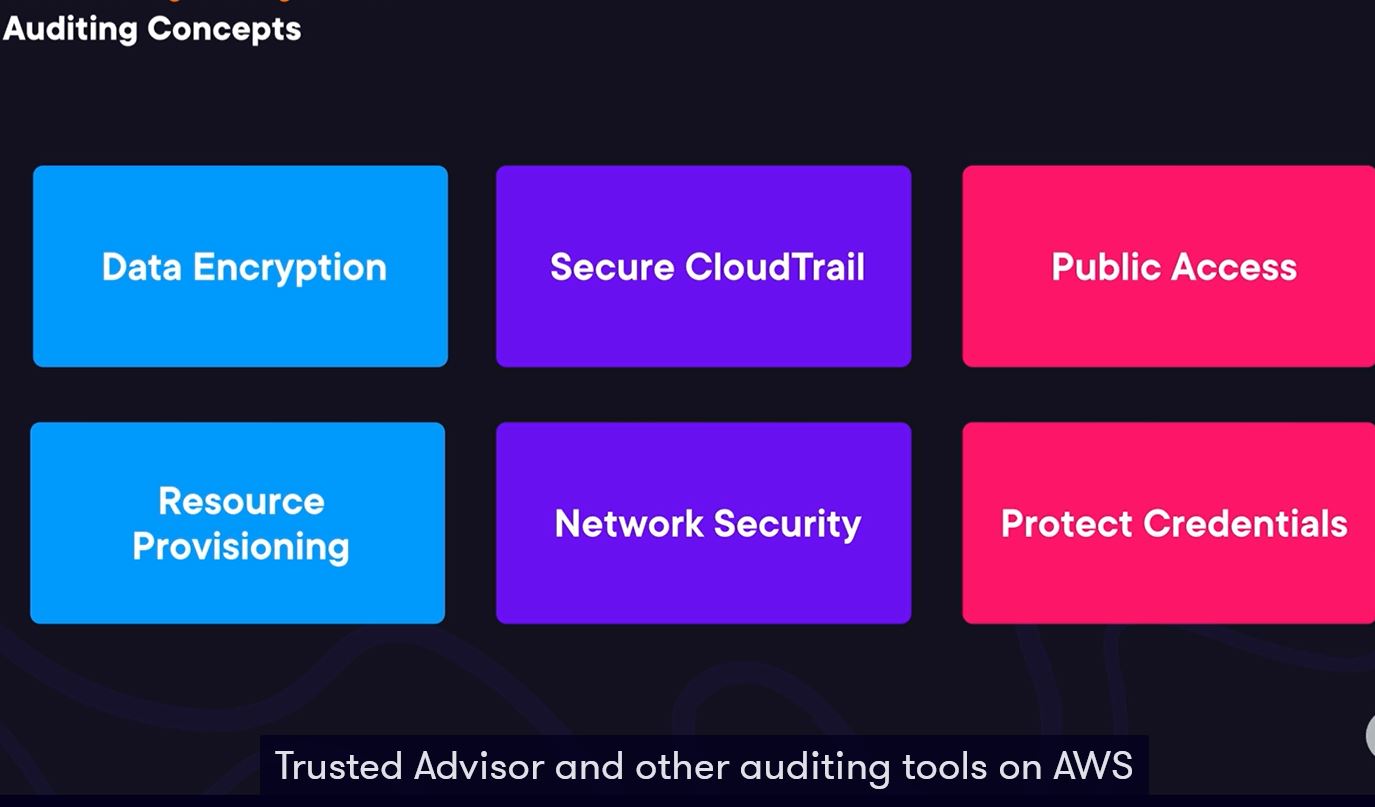 Auditing Concepts
Data Encryption
Secure CloudTrail
Public Access
Resource
Provisioning
Network Security
Protect Credentials
Trusted Advisor and other auditing tools on AWS